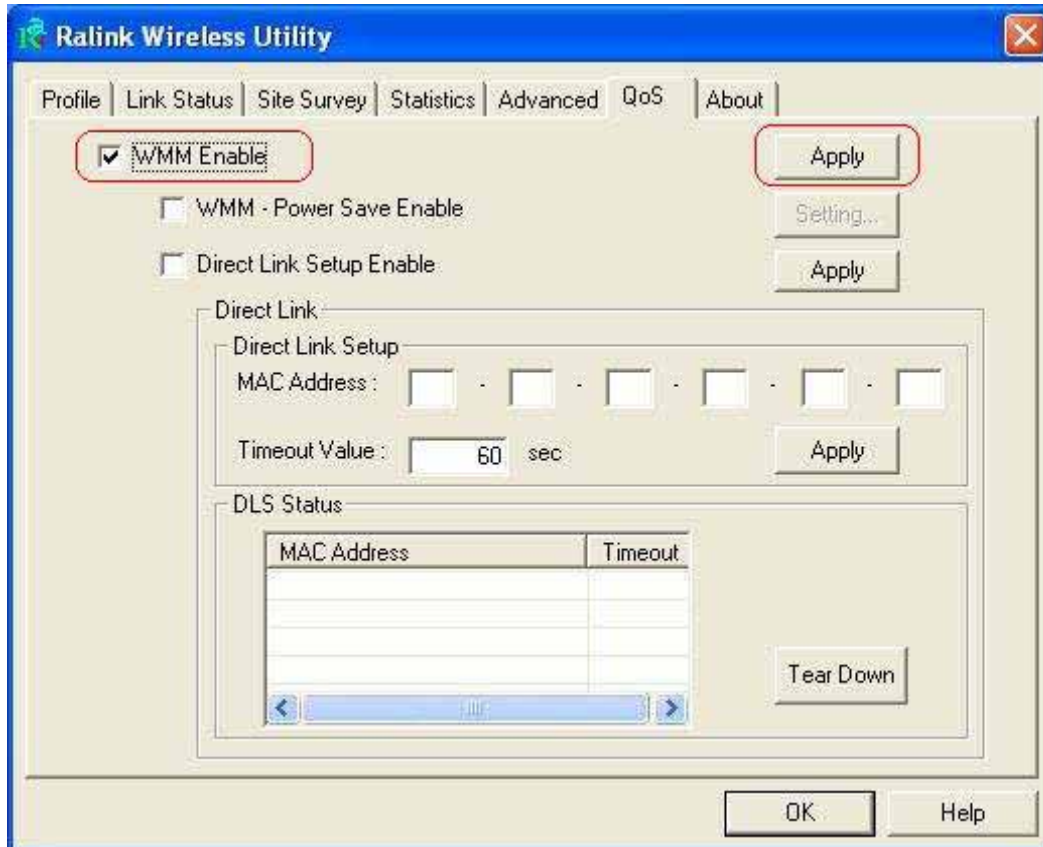 Ralink Wireless Utility
Profile Link Status Site Survey Statistics Advanced QoS About
WMM Enable Apply
WMM - Power Save Enable Setting...
Direct Link Setup Enable Apply
Direct Link
Direct Link Setup
MAC Address : - - - - -
Timeout Value : 60 sec Apply
DLS Status
MAC Address Timeout
Tear Down
OK Help